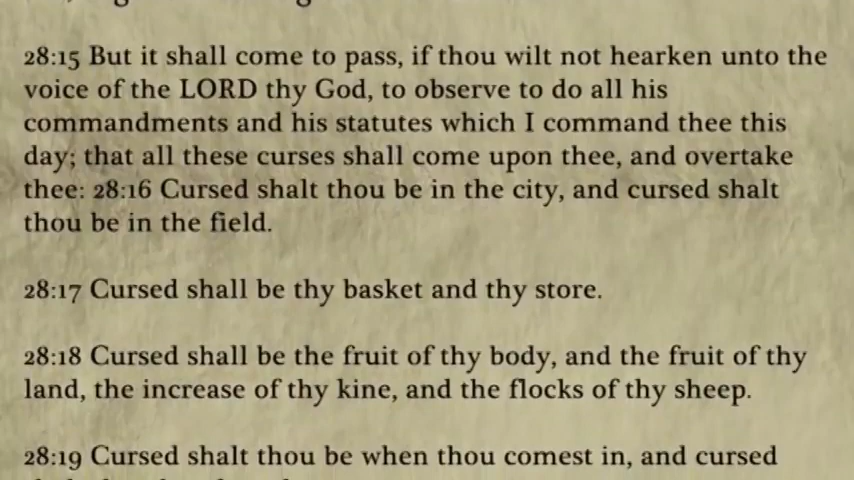 28:15 But it shall come to pass, if thou wilt not hearken unto the
voice of the LORD thy God, to observe to do all his
commandments and his statutes which I command thee this
day; that all these curses shall come upon thee, and overtake
thee: 28:16 Cursed shalt thou be in the city, and cursed shalt
thou be in the field.
28:17 Cursed shall be thy basket and thy store.
28:18 Cursed shall be the fruit of thy body, and the fruit of thy
land, the increase of thy kine, and the flocks of thy sheep.
28:19 Cursed shalt thou be when thou comest in, and cursed